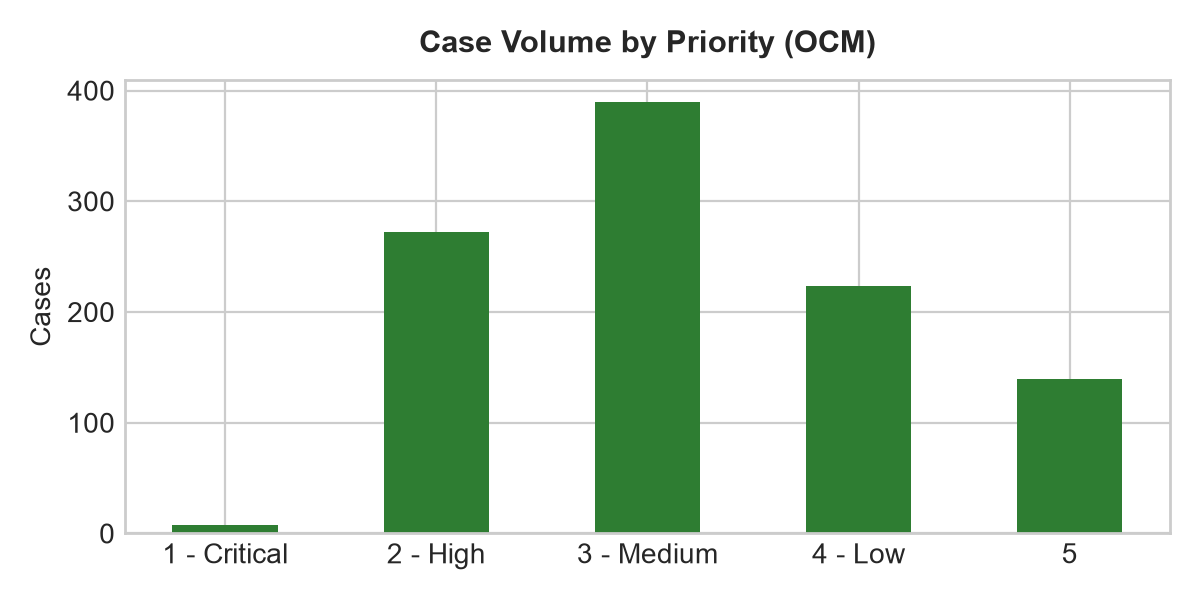 Case Volume by Priority (OCM)
Cases
400
300
200
100
0
1 - Critical
2 - High
3 - Medium
4 - Low
5